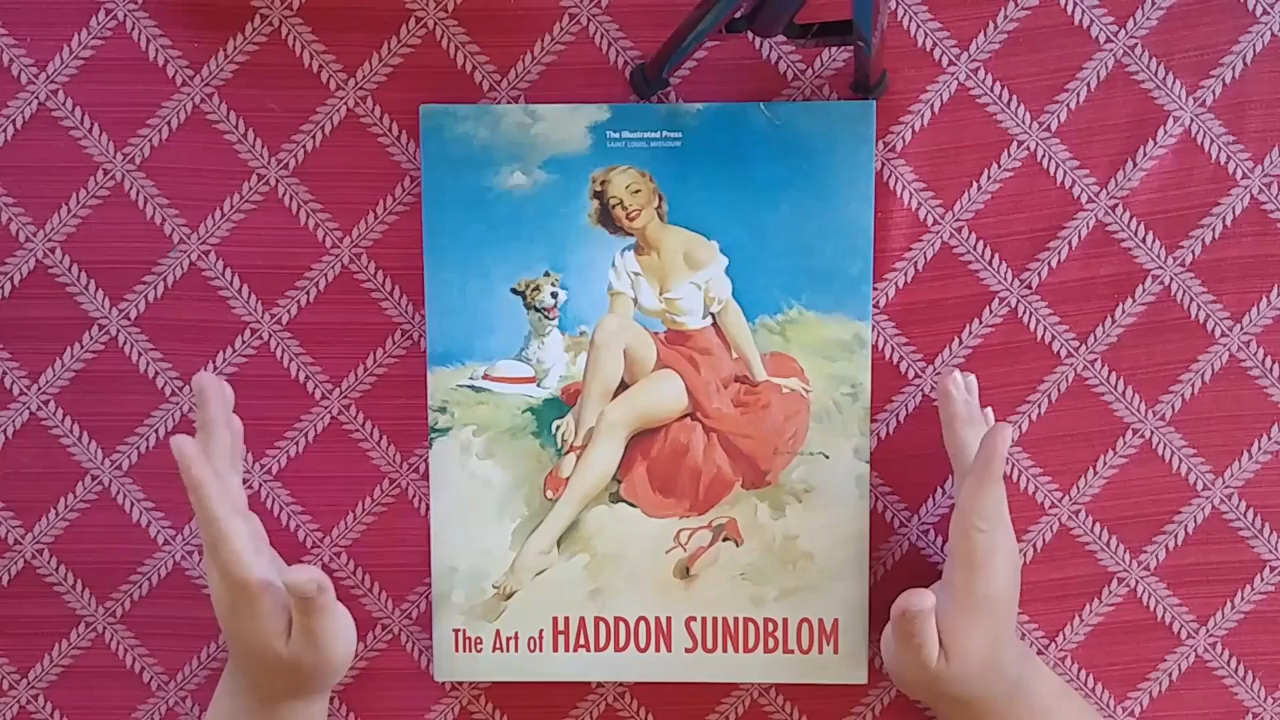 The Illustrated Press
SAINT LOUIS, MISSOURI
The Art of HADDON SUNDBLOM